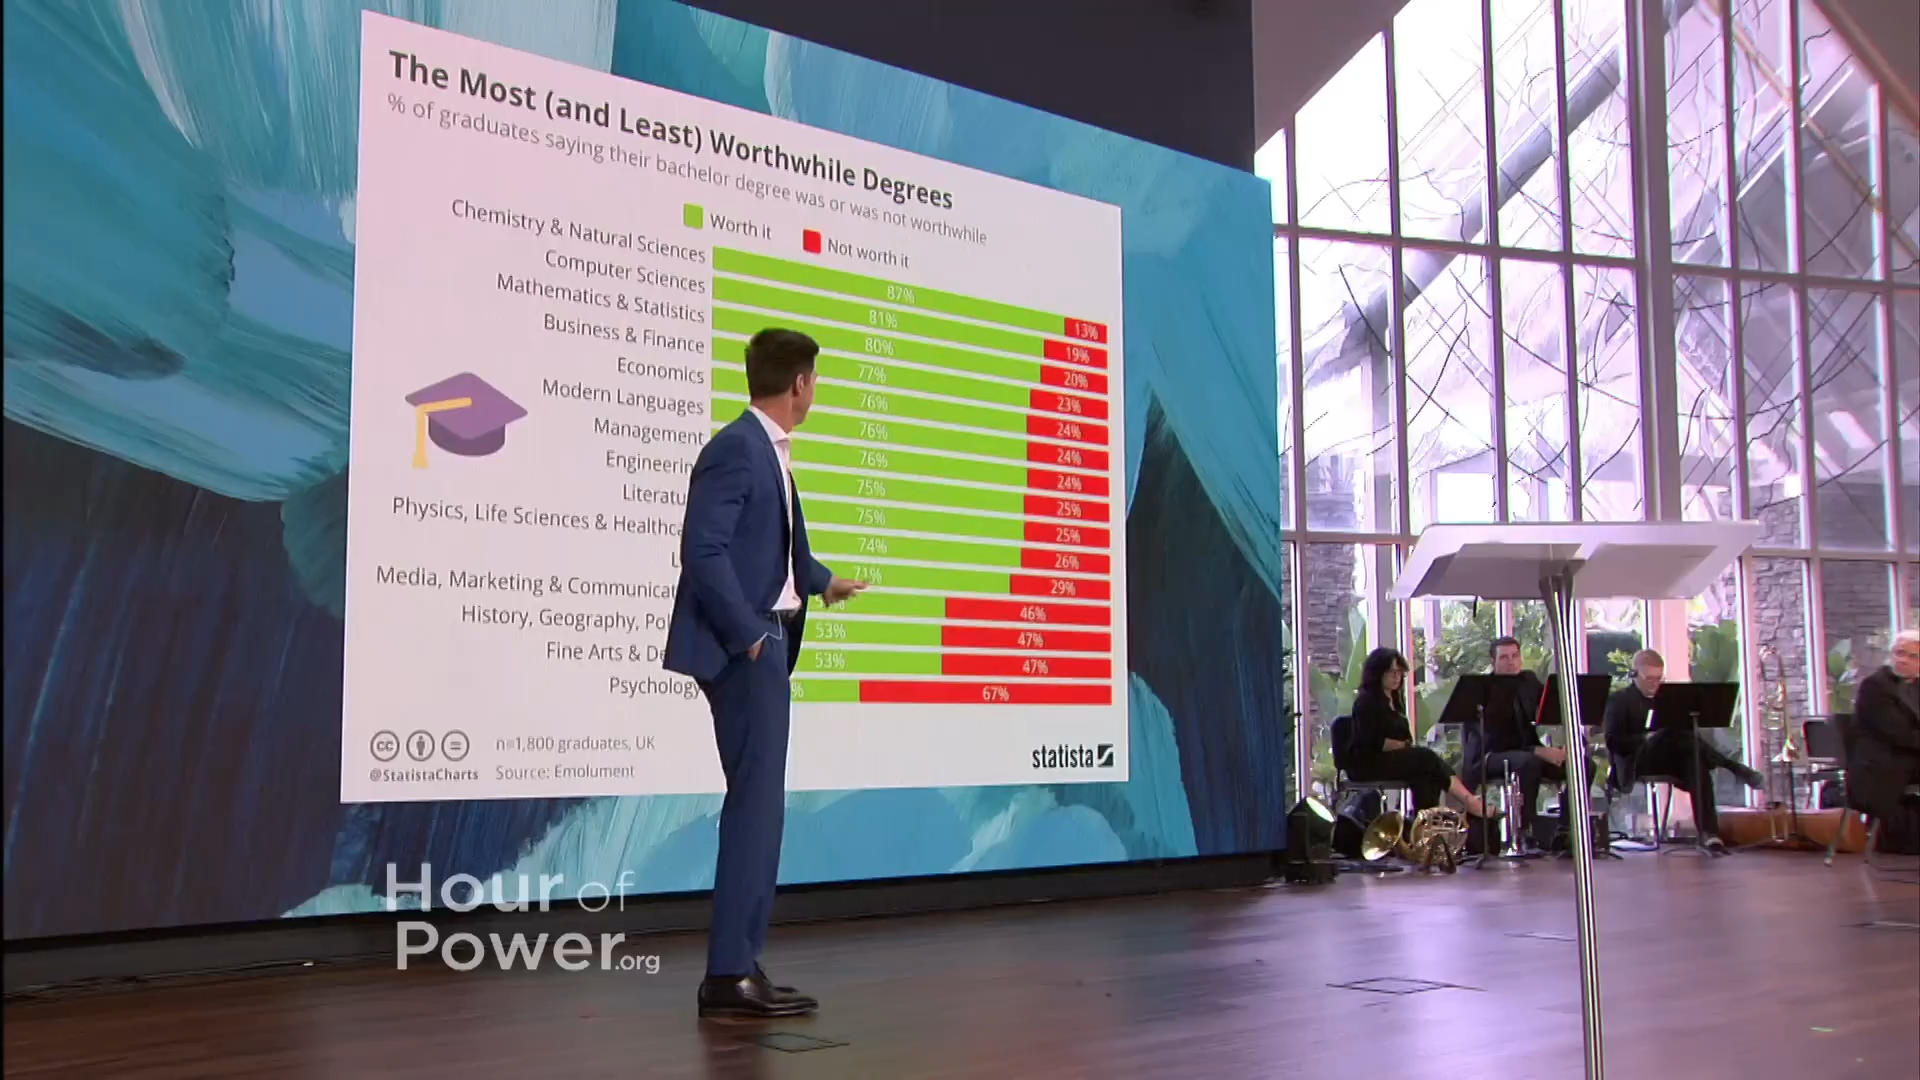 The Most (and Least) Worthwhile Degrees
% of graduates saying their bachelor degree was or was not worthwhile
Worth it Not worth it
Chemistry & Natural Sciences 87% 13%
Computer Sciences 81% 19%
Mathematics & Statistics 80% 20%
Business & Finance 77% 23%
Economics 76% 24%
Modern Languages 76% 24%
Management 76% 24%
Engineerin 75% 25%
Literatu 75% 25%
Physics, Life Sciences & Healthca 74% 26%
L 71% 29%
Media, Marketing & Communicat 46%
History, Geography, Pol 53% 47%
Fine Arts & De 53% 47%
Psychology % 67%
n=1,800 graduates, UK
@StatistaCharts Source: Emolument
cc =
statista
Hour of
Power.org